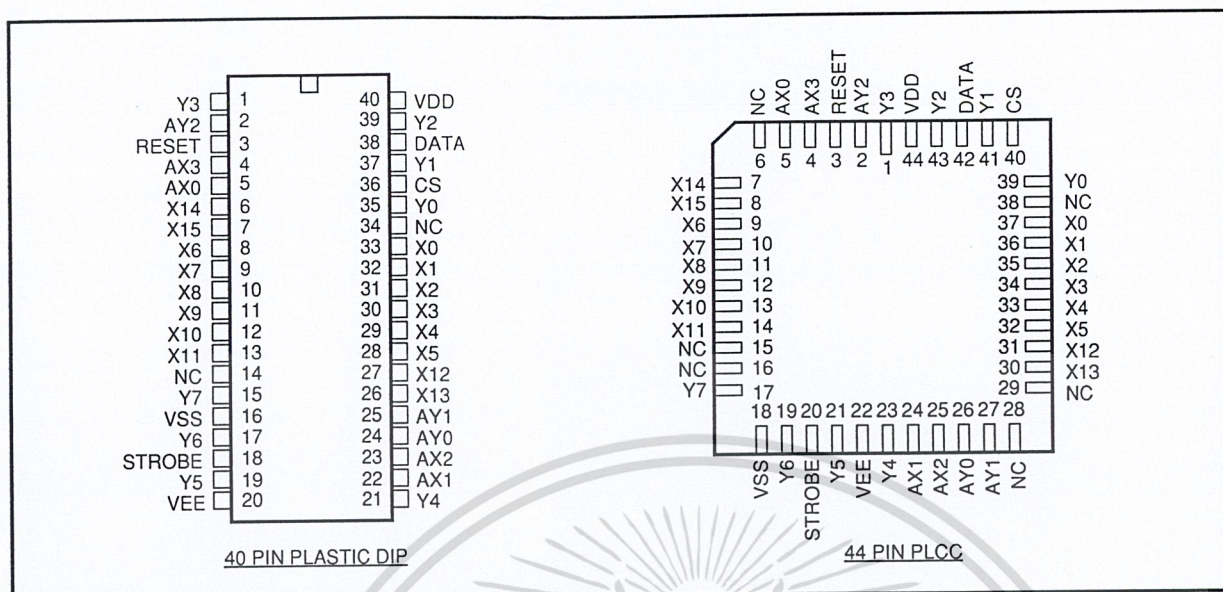 Y3 1 40 VDD
AY2 2 39 Y2
RESET 3 38 DATA
AX3 4 37 Y1
AX0 5 36 CS
X14 6 35 Y0
X15 7 34 NC
X6 8 33 X0
X7 9 32 X1
X8 10 31 X2
X9 11 30 X3
X10 12 29 X4
X11 13 28 X5
NC 14 27 X12
Y7 15 26 X13
VSS 16 25 AY1
Y6 17 24 AY0
STROBE 18 23 AX2
Y5 19 22 AX1
VEE 20 21 Y4
40 PIN PLASTIC DIP
NC AX0 AX3 RESET AY2 Y3 VDD Y2 DATA Y1 CS
6 5 4 3 2 1 44 43 42 41 40
X14 7 39 Y0
X15 8 38 NC
X6 9 37 X0
X7 10 36 X1
X8 11 35 X2
X9 12 34 X3
X10 13 33 X4
X11 14 32 X5
NC 15 31 X12
NC 16 30 X13
Y7 17 29 NC
18 19 20 21 22 23 24 25 26 27 28
VSS Y6 STROBE Y5 VEE Y4 AX1 AX2 AY0 AY1 NC
44 PIN PLCC